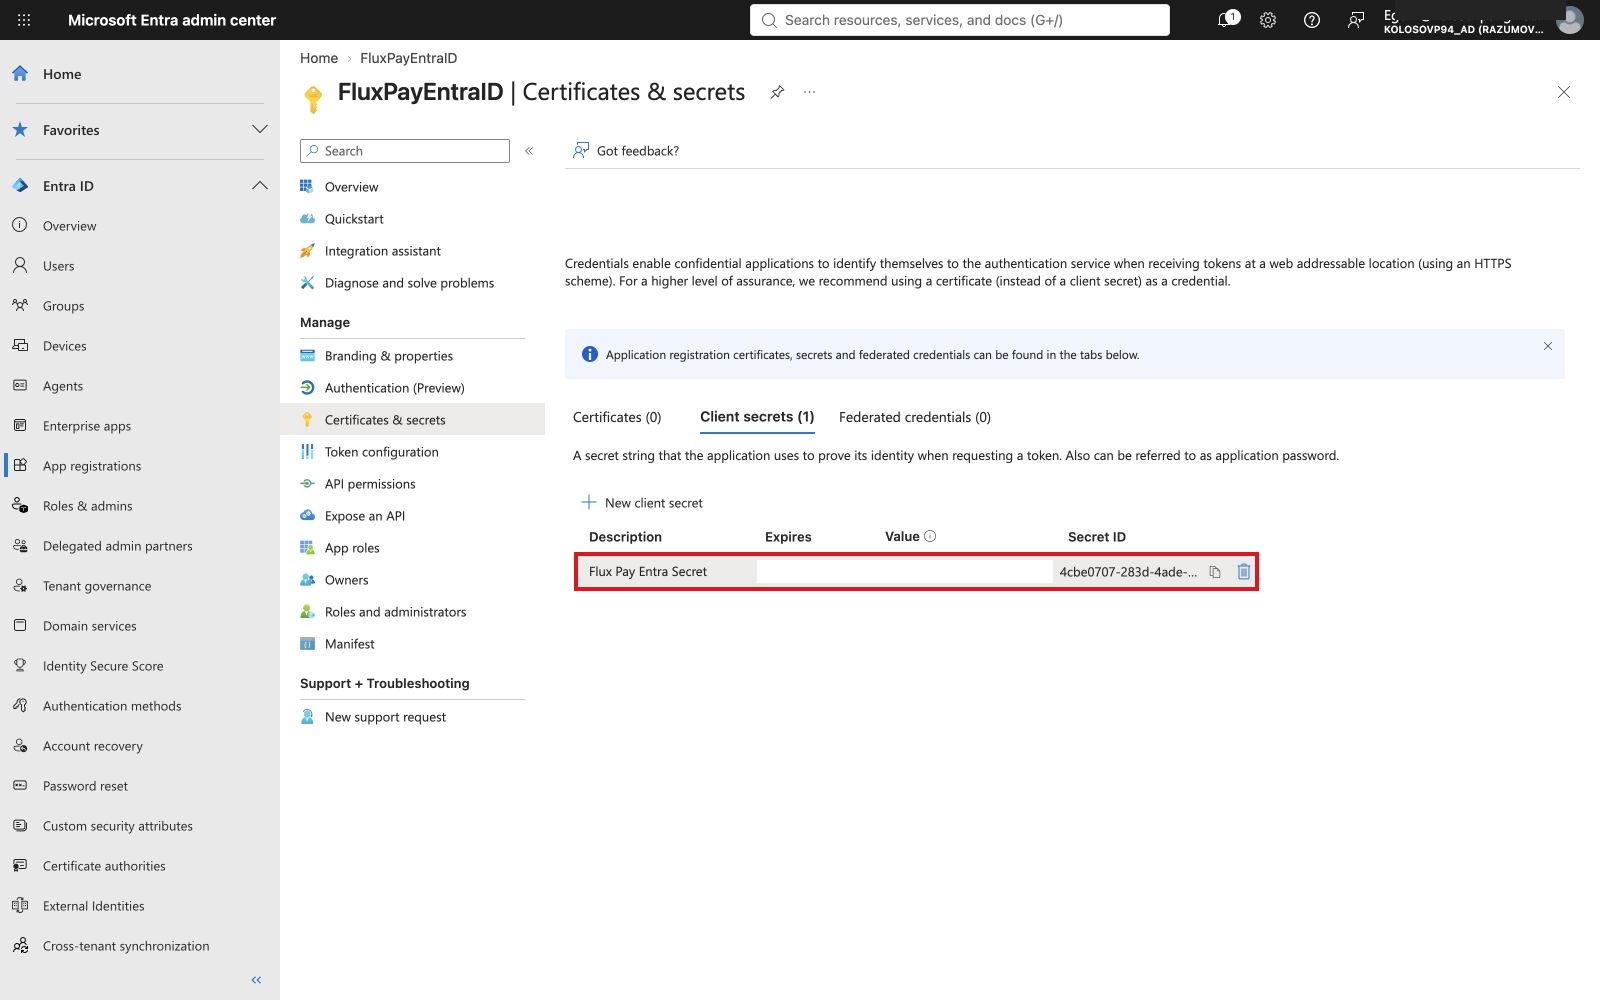 Microsoft Entra admin center
Search resources, services, and docs (G+/)
1
KOLOSOVP94_AD (RAZUMOV...
Home
Favorites
Entra ID
Overview
Users
Groups
Devices
Agents
Enterprise apps
App registrations
Roles & admins
Delegated admin partners
Tenant governance
Domain services
Identity Secure Score
Authentication methods
Account recovery
Password reset
Custom security attributes
Certificate authorities
External Identities
Cross-tenant synchronization
Home > FluxPayEntraID
FluxPayEntraID | Certificates & secrets
Search
Overview
Quickstart
Integration assistant
Diagnose and solve problems
Manage
Branding & properties
Authentication (Preview)
Certificates & secrets
Token configuration
API permissions
Expose an API
App roles
Owners
Roles and administrators
Manifest
Support + Troubleshooting
New support request
Got feedback?
Credentials enable confidential applications to identify themselves to the authentication service when receiving tokens at a web addressable location (using an HTTPS
scheme). For a higher level of assurance, we recommend using a certificate (instead of a client secret) as a credential.
Application registration certificates, secrets and federated credentials can be found in the tabs below.
Certificates (0) Client secrets (1) Federated credentials (0)
A secret string that the application uses to prove its identity when requesting a token. Also can be referred to as application password.
New client secret
Description Expires Value Secret ID
Flux Pay Entra Secret 4cbe0707-283d-4ade-...